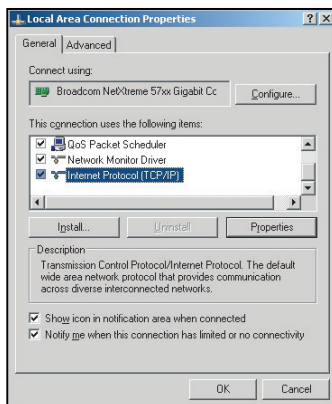 Local Area Connection Properties
General Advanced
Connect using:
Broadcom NetXtreme 57xx Gigabit Cc
Configure...
This connection uses the following items:
QoS Packet Scheduler
Network Monitor Driver
Internet Protocol (TCP/IP)
Install... Uninstall Properties
Description
Transmission Control Protocol/Internet Protocol. The default
wide area network protocol that provides communication
across diverse interconnected networks.
Show icon in notification area when connected
Notify me when this connection has limited or no connectivity
OK Cancel